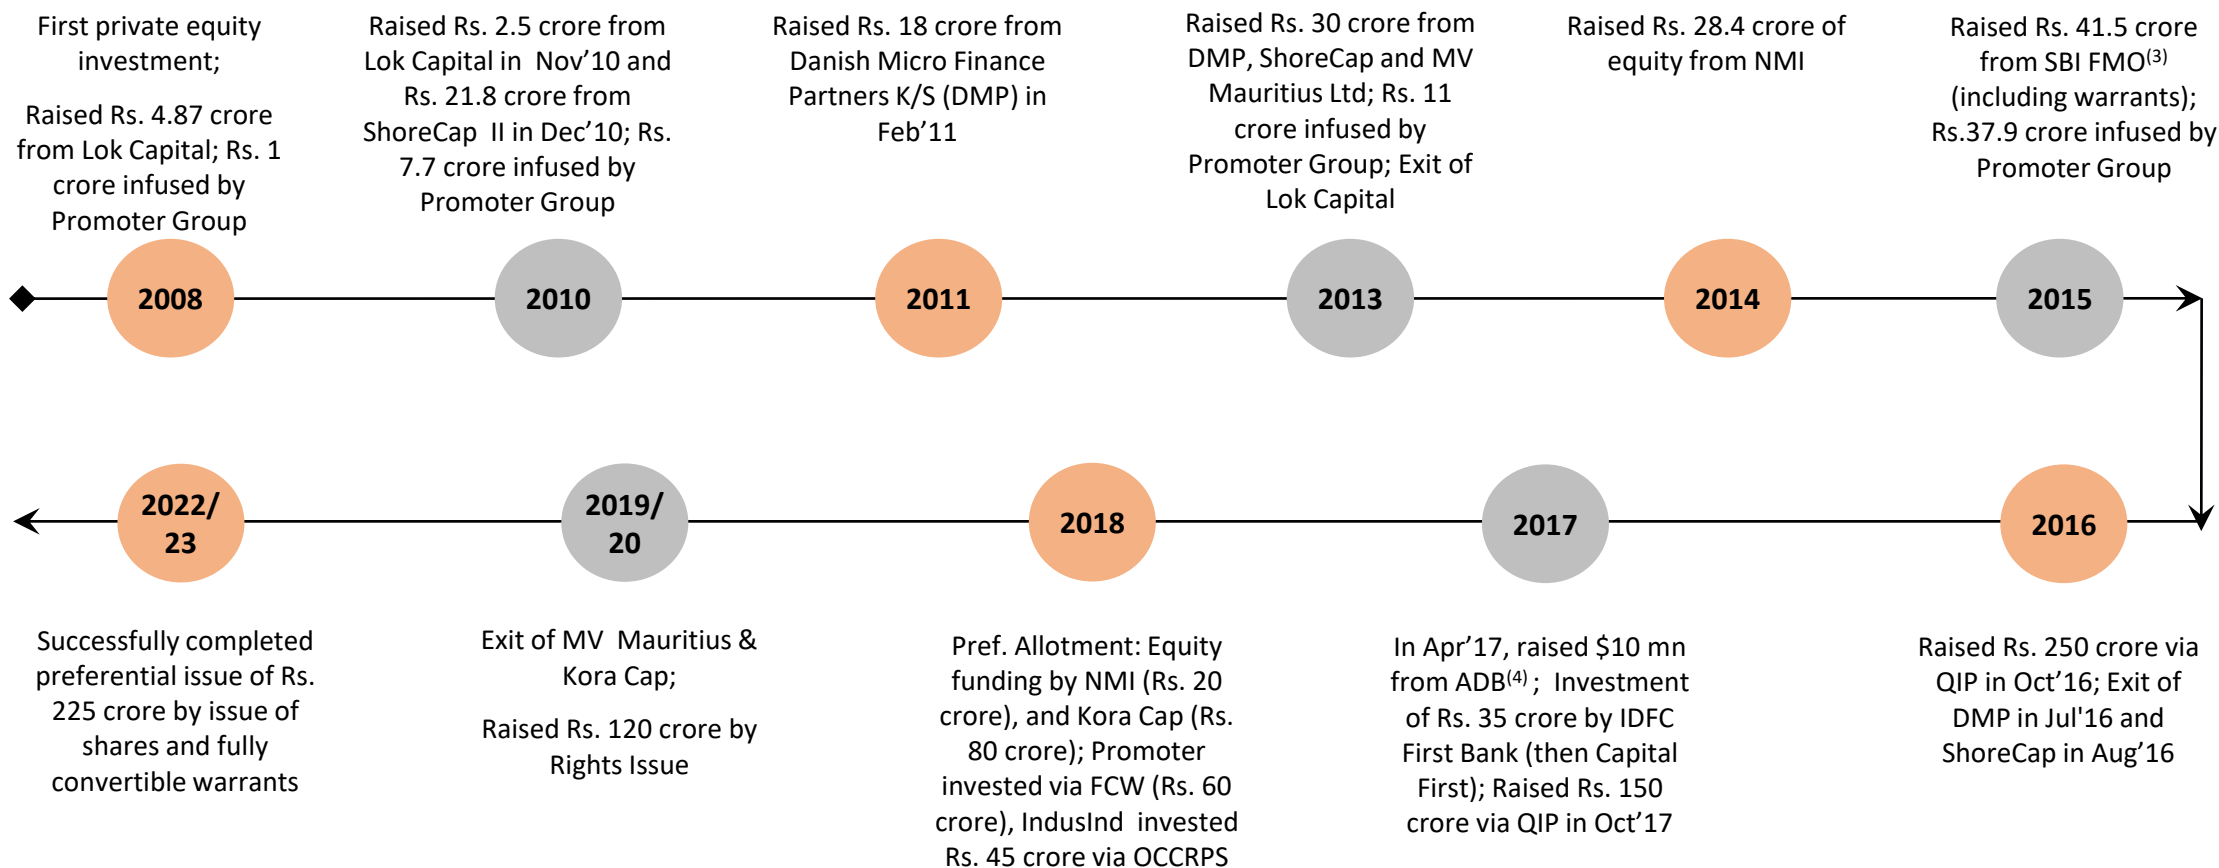 First private equity
investment;
Raised Rs. 4.87 crore
from Lok Capital; Rs. 1
crore infused by
Promoter Group
Raised Rs. 2.5 crore from
Lok Capital in Nov’10 and
Rs. 21.8 crore from
ShoreCap II in Dec’10; Rs.
7.7 crore infused by
Promoter Group
Raised Rs. 18 crore from
Danish Micro Finance
Partners K/S (DMP) in
Feb’11
Raised Rs. 30 crore from
DMP, ShoreCap and MV
Mauritius Ltd; Rs. 11
crore infused by
Promoter Group; Exit of
Lok Capital
Raised Rs. 28.4 crore of
equity from NMI
Raised Rs. 41.5 crore
from SBI FMO(3)
(including warrants);
Rs.37.9 crore infused by
Promoter Group
2008
2010
2011
2013
2014
2015
2022/
23
2019/
20
2018
2017
2016
Successfully completed
preferential issue of Rs.
225 crore by issue of
shares and fully
convertible warrants
Exit of MV Mauritius &
Kora Cap;
Raised Rs. 120 crore by
Rights Issue
Pref. Allotment: Equity
funding by NMI (Rs. 20
crore), and Kora Cap (Rs.
80 crore); Promoter
invested via FCW (Rs. 60
crore), IndusInd invested
Rs. 45 crore via OCCRPS
In Apr’17, raised $10 mn
from ADB(4) ; Investment
of Rs. 35 crore by IDFC
First Bank (then Capital
First); Raised Rs. 150
crore via QIP in Oct’17
Raised Rs. 250 crore via
QIP in Oct’16; Exit of
DMP in Jul'16 and
ShoreCap in Aug’16